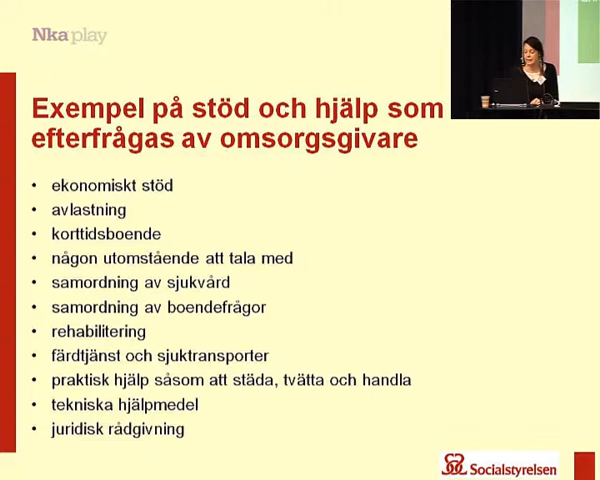 Nka play
Exempel på stöd och hjälp som
efterfrågas av omsorgsgivare
• ekonomiskt stöd
• avlastning
• korttidsboende
• någon utomstående att tala med
• samordning av sjukvård
• samordning av boendefrågor
• rehabilitering
• färdtjänst och sjuktransporter
• praktisk hjälp såsom att städa, tvätta och handla
• tekniska hjälpmedel
• juridisk rådgivning
Socialstyrelsen